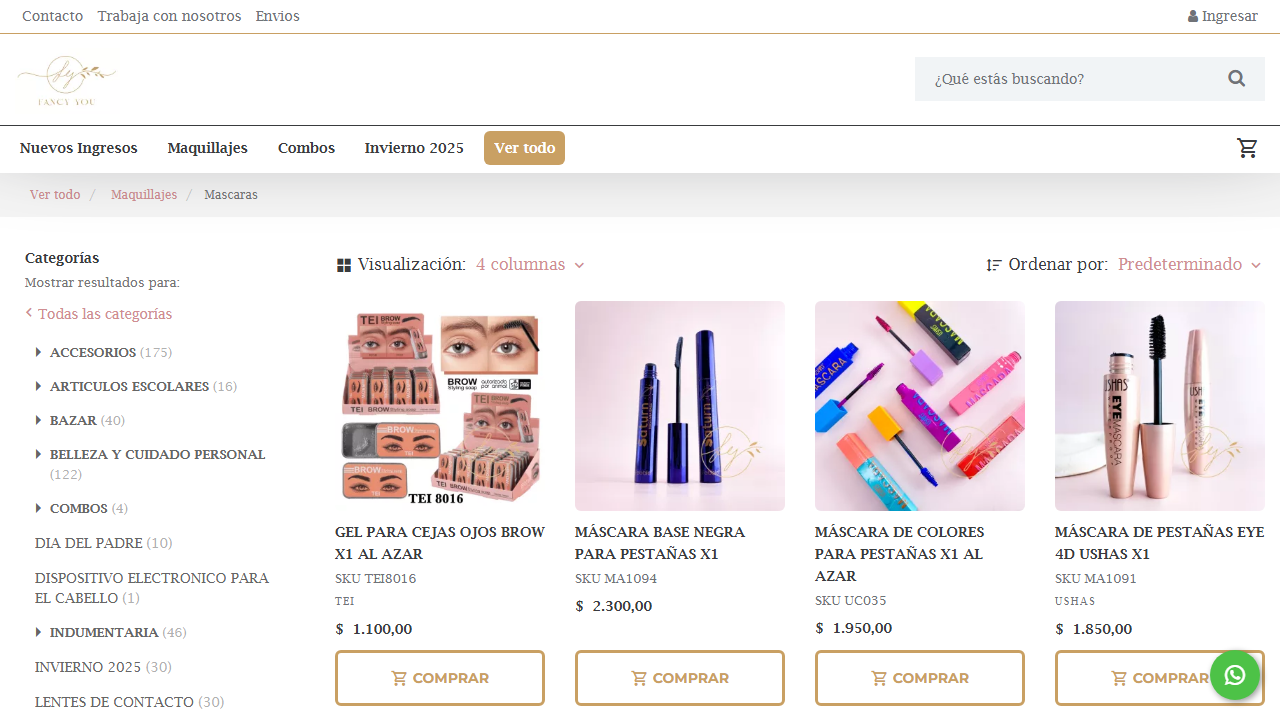 Contacto Trabaja con nosotros Envios Ingresar
FANCY YOU
¿Qué estás buscando?
Nuevos Ingresos Maquillajes Combos Invierno 2025 Ver todo
Ver todo / Maquillajes / Mascaras
Categorías
Mostrar resultados para:
Todas las categorías
ACCESORIOS (175)
ARTICULOS ESCOLARES (16)
BAZAR (40)
BELLEZA Y CUIDADO PERSONAL
(122)
COMBOS (4)
DIA DEL PADRE (10)
DISPOSITIVO ELECTRONICO PARA
EL CABELLO (1)
INDUMENTARIA (46)
INVIERNO 2025 (30)
LENTES DE CONTACTO (30)
Visualización: 4 columnas
Ordenar por: Predeterminado
TEI BROW
BROW
Styling soap
TEI 8016
GEL PARA CEJAS OJOS BROW
X1 AL AZAR
SKU TEI8016
TEI
$ 1.100,00
COMPRAR
saturn
MÁSCARA BASE NEGRA
PARA PESTAÑAS X1
SKU MA1094
$ 2.300,00
COMPRAR
MÁSCARA DE COLORES
PARA PESTAÑAS X1 AL
AZAR
SKU UC035
$ 1.950,00
COMPRAR
USHAS
EYE
MASCARA
MÁSCARA DE PESTAÑAS EYE
4D USHAS X1
SKU MA1091
USHAS
$ 1.850,00
COMPRAR